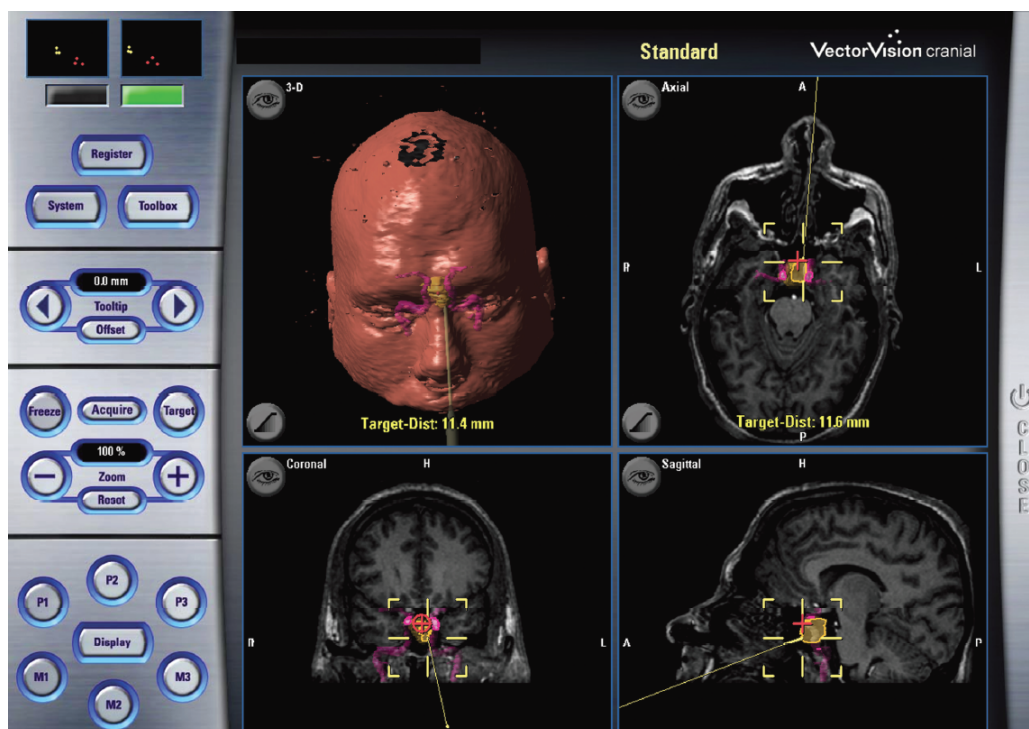 Standard
VectorVision cranial
3-D
Axial
A
Register
System
Toolbox
R
L
0.0 mm
Tooltip
Offset
Freeze
Acquire
Target
Target-Dist: 11.4 mm
Target-Dist: 11.6 mm
P
100 %
Zoom
Reset
CLOSE
Coronal
H
Sagittal
H
P1
P2
P3
Display
M1
M2
M3
R
L
A
P